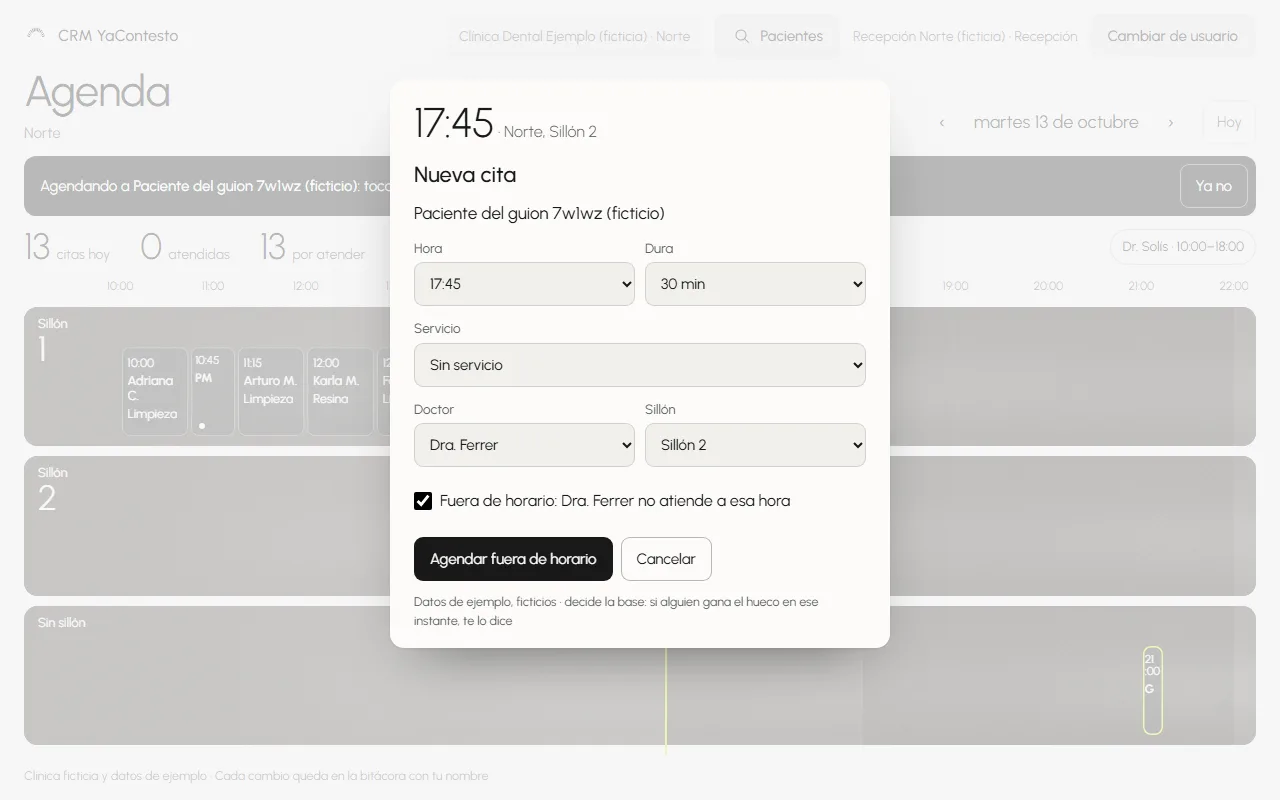 CRM YaContesto
Clínica Dental Ejemplo (ficticia) · Norte
Pacientes
Recepción Norte (ficticia) · Recepción
Cambiar de usuario
Agenda
Norte
‹ martes 13 de octubre ›
Hoy
Agendando a Paciente del guion 7w1wz (ficticio): toca
Ya no
13 citas hoy
0 atendidas
13 por atender
Dr. Solís · 10:00–18:00
10:00 11:00 12:00 19:00 20:00 21:00 22:00
Sillón
1
10:00
Adriana
C.
Limpieza
10:45
PM
11:15
Arturo M.
Limpieza
12:00
Karla M.
Resina
Sillón
2
Sin sillón
21
:00
G
17:45 · Norte, Sillón 2
Nueva cita
Paciente del guion 7w1wz (ficticio)
Hora
17:45
Dura
30 min
Servicio
Sin servicio
Doctor
Dra. Ferrer
Sillón
Sillón 2
Fuera de horario: Dra. Ferrer no atiende a esa hora
Agendar fuera de horario
Cancelar
Datos de ejemplo, ficticios · decide la base: si alguien gana el hueco en ese
instante, te lo dice
Clínica ficticia y datos de ejemplo · Cada cambio queda en la bitácora con tu nombre